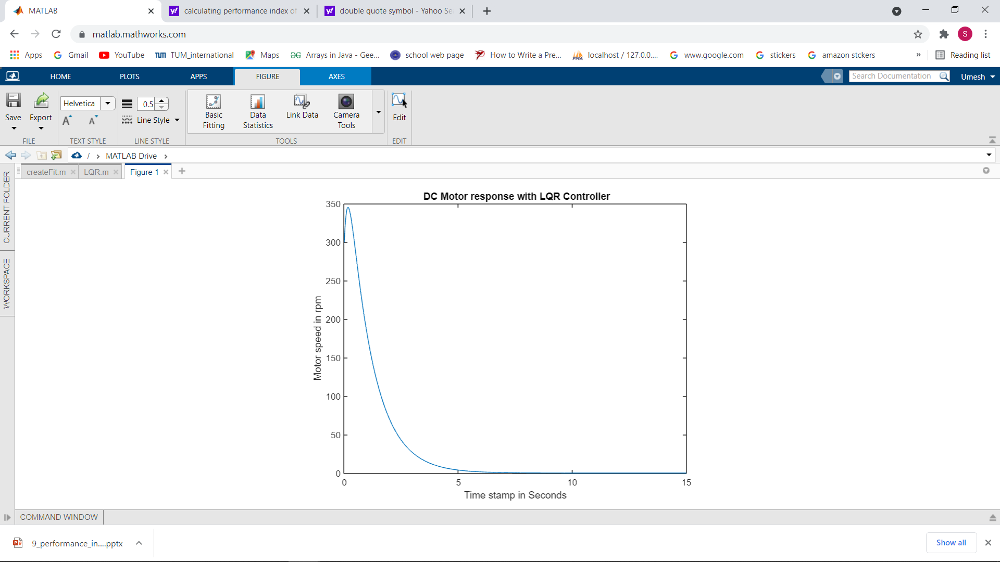 MATLAB
calculating performance index of
double quote symbol - Yahoo Se
matlab.mathworks.com
S
Apps
Gmail
YouTube
TUM TUM_international
Maps
Arrays in Java - Gee...
school web page
How to Write a Pre...
localhost / 127.0.0....
www.google.com
stickers
amazon stckers
»
Reading list
HOME
PLOTS
APPS
FIGURE
AXES
Search Documentation
Umesh
Save
Export
Helvetica
A
A
0.5
Line Style
Basic
Fitting
Data
Statistics
Link Data
Camera
Tools
Edit
FILE
TEXT STYLE
LINE STYLE
TOOLS
EDIT
/ › MATLAB Drive ›
createFit.m
LQR.m
Figure 1
CURRENT FOLDER
WORKSPACE
DC Motor response with LQR Controller
350
300
250
200
150
100
50
0
Motor speed in rpm
0
5
10
15
Time stamp in Seconds
COMMAND WINDOW
9_performance_in....pptx
Show all